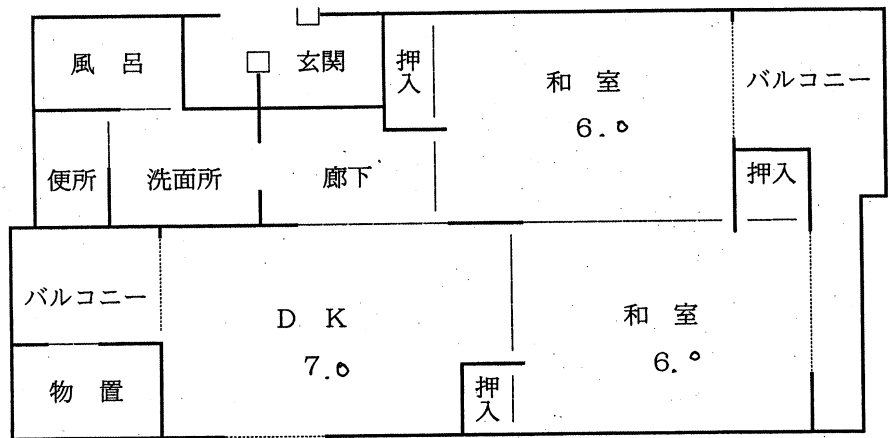 風 呂
玄関
押入
和 室
6.0
バルコニー
便所
洗面所
廊下
押入
バルコニー
D K
7.0
和 室
6.0
物 置
押入